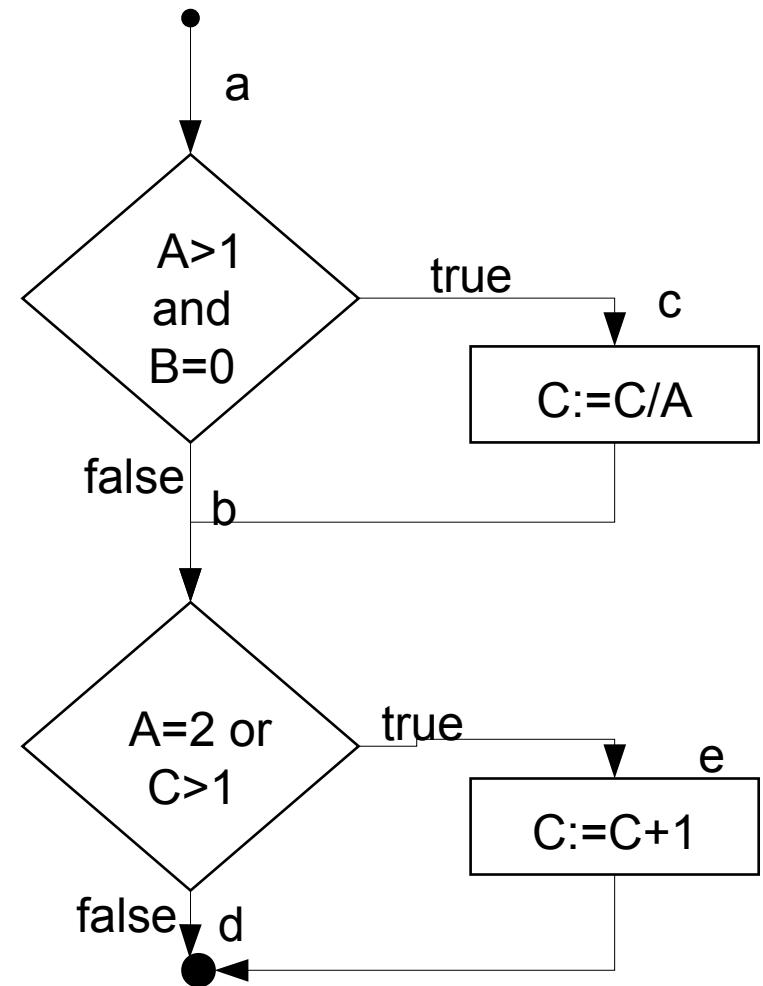 a
A>1
and
B=0
true
c
C:=C/A
false
b
A=2 or
C>1
true
e
C:=C+1
false
d